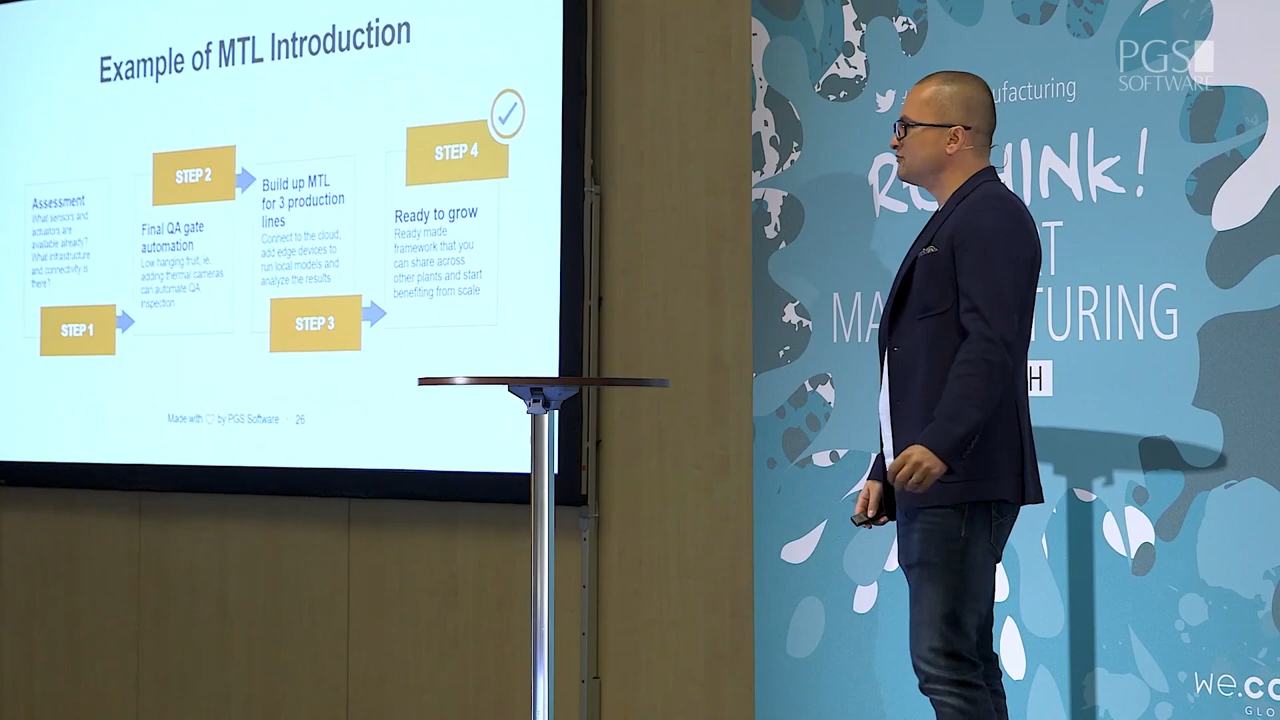 Example of MTL Introduction
STEP 1
Assessment
What sensors and
actuators are
available already?
What infrastructure
and connectivity is
there?
STEP 2
Final QA gate
automation
Low hanging fruit, ie.
adding thermal cameras
can automate QA
inspection
STEP 3
Build up MTL
for 3 production
lines
Connect to the cloud,
add edge devices to
run local models and
analyze the results
STEP 4
Ready to grow
Ready made
framework that you
can share across
other plants and start
benefiting from scale
Made with ♡ by PGS Software · 26
PGS
SOFTWARE
ufacturing
RETHINK!
MA TURING
H
we.co
GLO